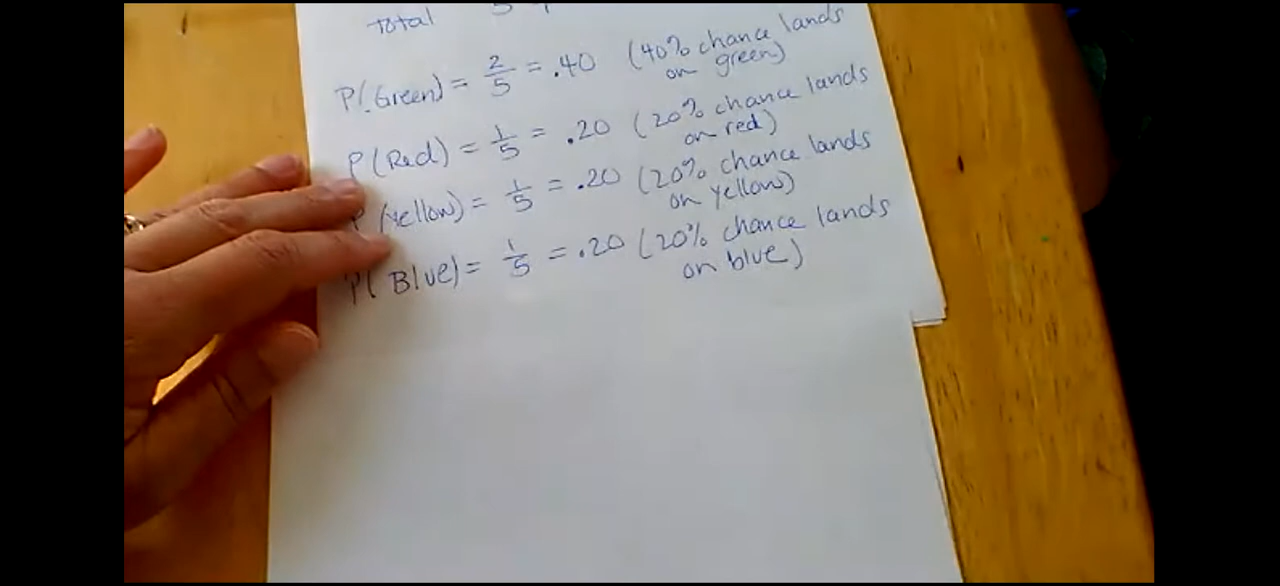 Total 5
P(Green) = 2/5 = .40 (40% chance lands
on green)
P(Red) = 1/5 = .20 (20% chance lands
on red)
P(Yellow) = 1/5 = .20 (20% chance lands
on yellow)
P(Blue) = 1/5 = .20 (20% chance lands
on blue)